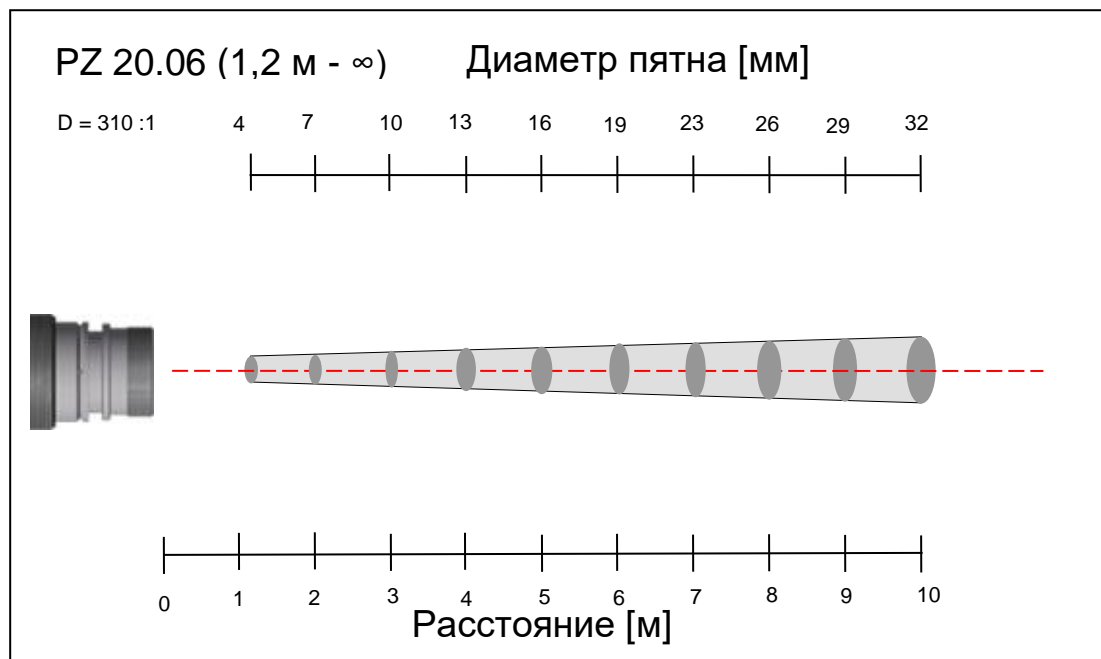 PZ 20.06 (1,2 м - ∞) Диаметр пятна [мм]
D = 310 :1 4 7 10 13 16 19 23 26 29 32
0 1 2 3 4 5 6 7 8 9 10
Расстояние [м]